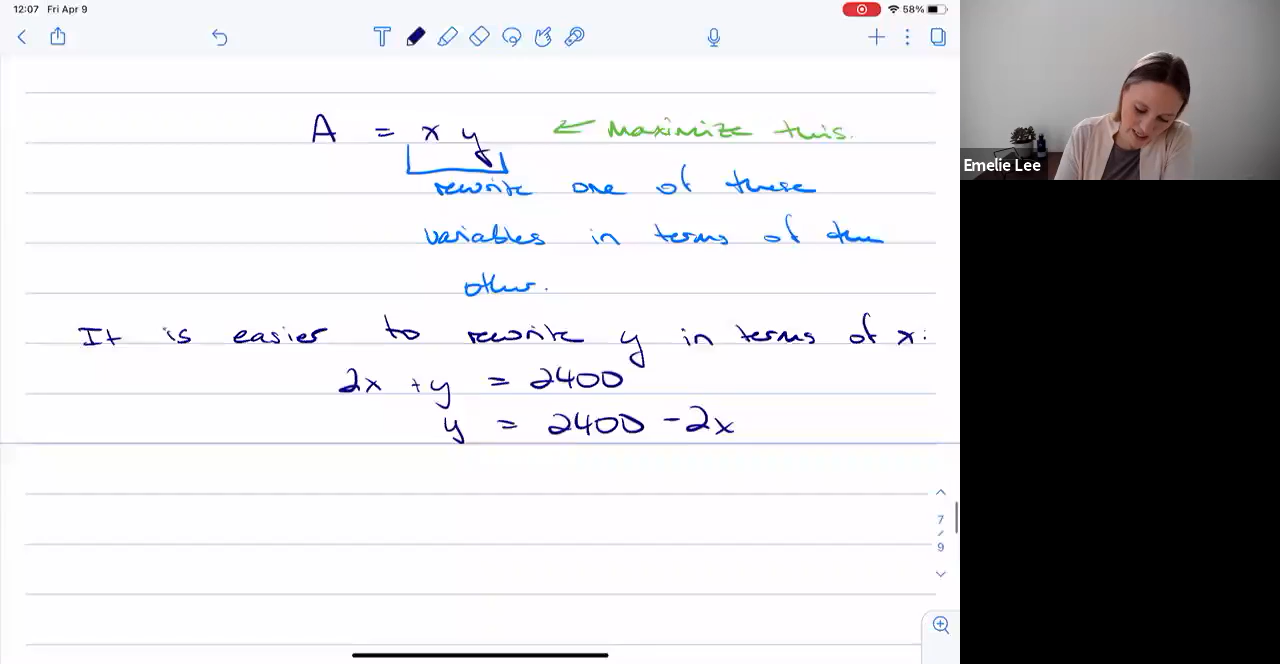 12:07 Fri Apr 9
58%
A = x y ← Maximize this.
rewrite one of these
variables in terms of the
other.
It is easier to rewrite y in terms of x:
2x + y = 2400
y = 2400 - 2x
7
/
9
Emelie Lee